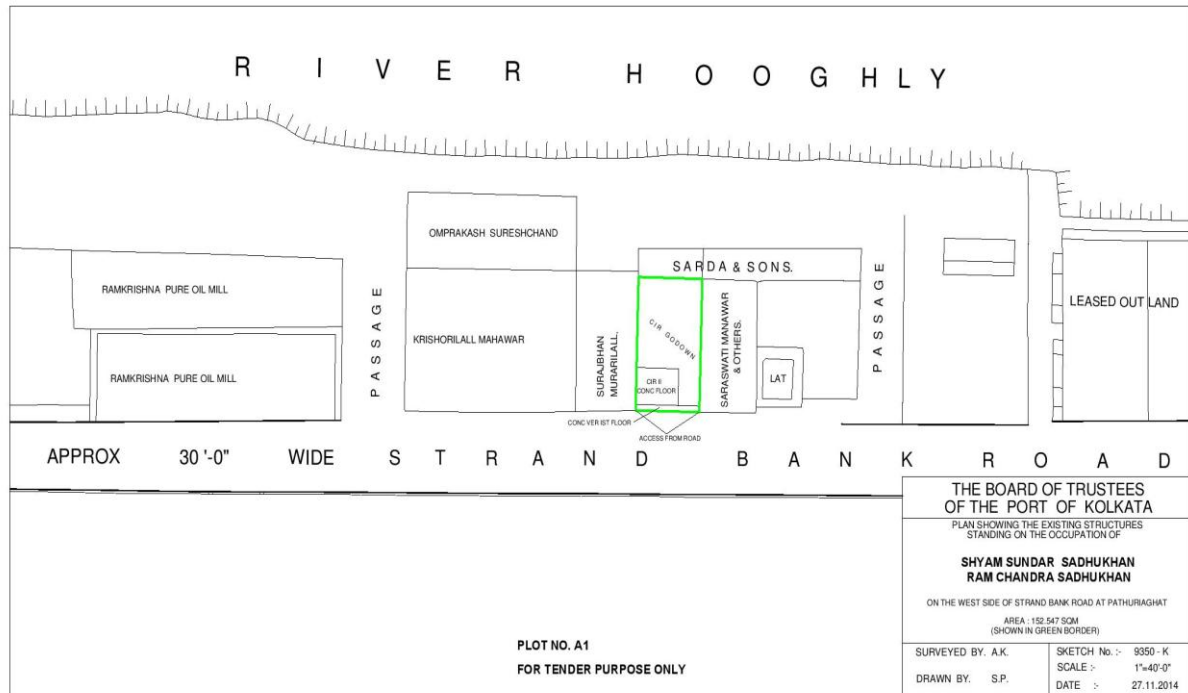 RIVER HOOGHLY
OMPRAKASH SURESHCHAND
SARDA & SONS.
RAMKRISHNA PURE OIL MILL
PASSAGE
KRISHORILALL MAHAWAR
SURAJBHAN
MURARILALL,
CIR GODOWN
SARASWATI MANAWAR
& OTHERS.
PASSAGE
LEASED OUT LAND
RAMKRISHNA PURE OIL MILL
CIR II
CONC FLOOR
LAT
CONC VER IST FLOOR
ACCESS FROM ROAD
APPROX 30 '-0" WIDE STRAND BANK ROAD
THE BOARD OF TRUSTEES
OF THE PORT OF KOLKATA
PLAN SHOWING THE EXISTING STRUCTURES
STANDING ON THE OCCUPATION OF
SHYAM SUNDAR SADHUKHAN
RAM CHANDRA SADHUKHAN
ON THE WEST SIDE OF STRAND BANK ROAD AT PATHURIAGHAT
AREA : 152.547 SQM
(SHOWN IN GREEN BORDER)
SURVEYED BY. A.K.
DRAWN BY. S.P.
SKETCH No. :- 9350 - K
SCALE :- 1"=40'-0"
DATE :- 27.11.2014
PLOT NO. A1
FOR TENDER PURPOSE ONLY